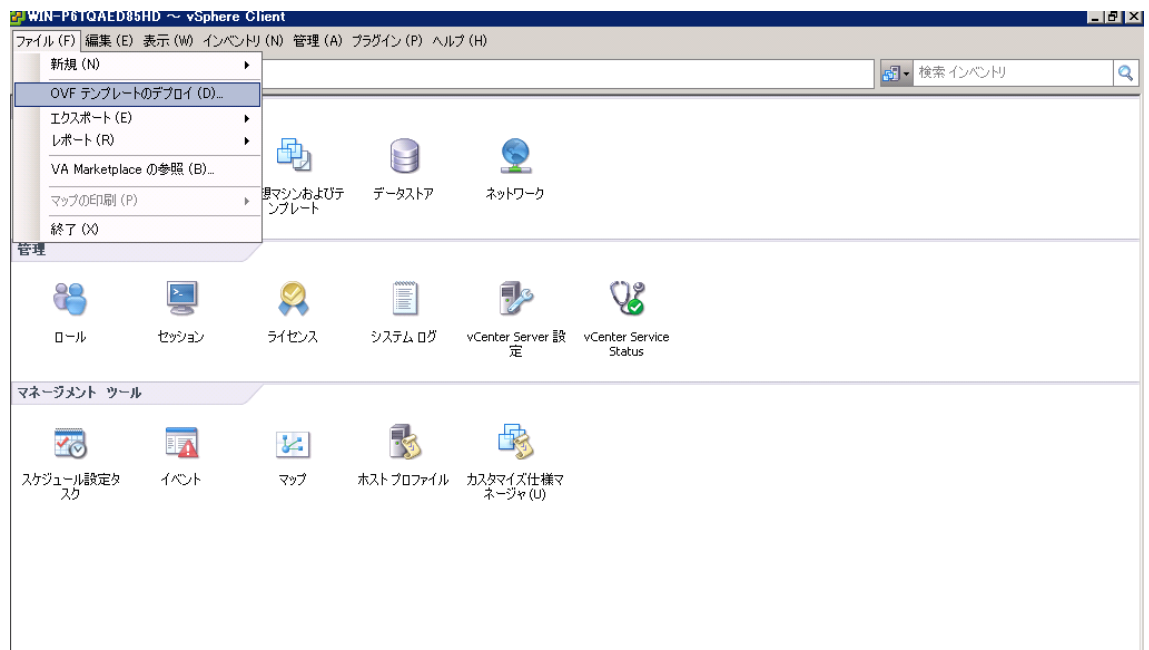 WIN-P6TQAED85HD ～ vSphere Client
ファイル (F) 編集 (E) 表示 (W) インベントリ (N) 管理 (A) プラグイン (P) ヘルプ (H)
新規 (N)
検索 インベントリ
OVF テンプレートのデプロイ (D)...
エクスポート (E)
レポート (R)
VA Marketplace の参照 (B)...
マップの印刷 (P)
終了 (X)
想マシンおよびテ
ンプレート
データストア
ネットワーク
管理
ロール
セッション
ライセンス
システム ログ
vCenter Server 設
定
vCenter Service
Status
マネージメント ツール
スケジュール設定タ
スク
イベント
マップ
ホスト プロファイル
カスタマイズ仕様マ
ネージャ (U)